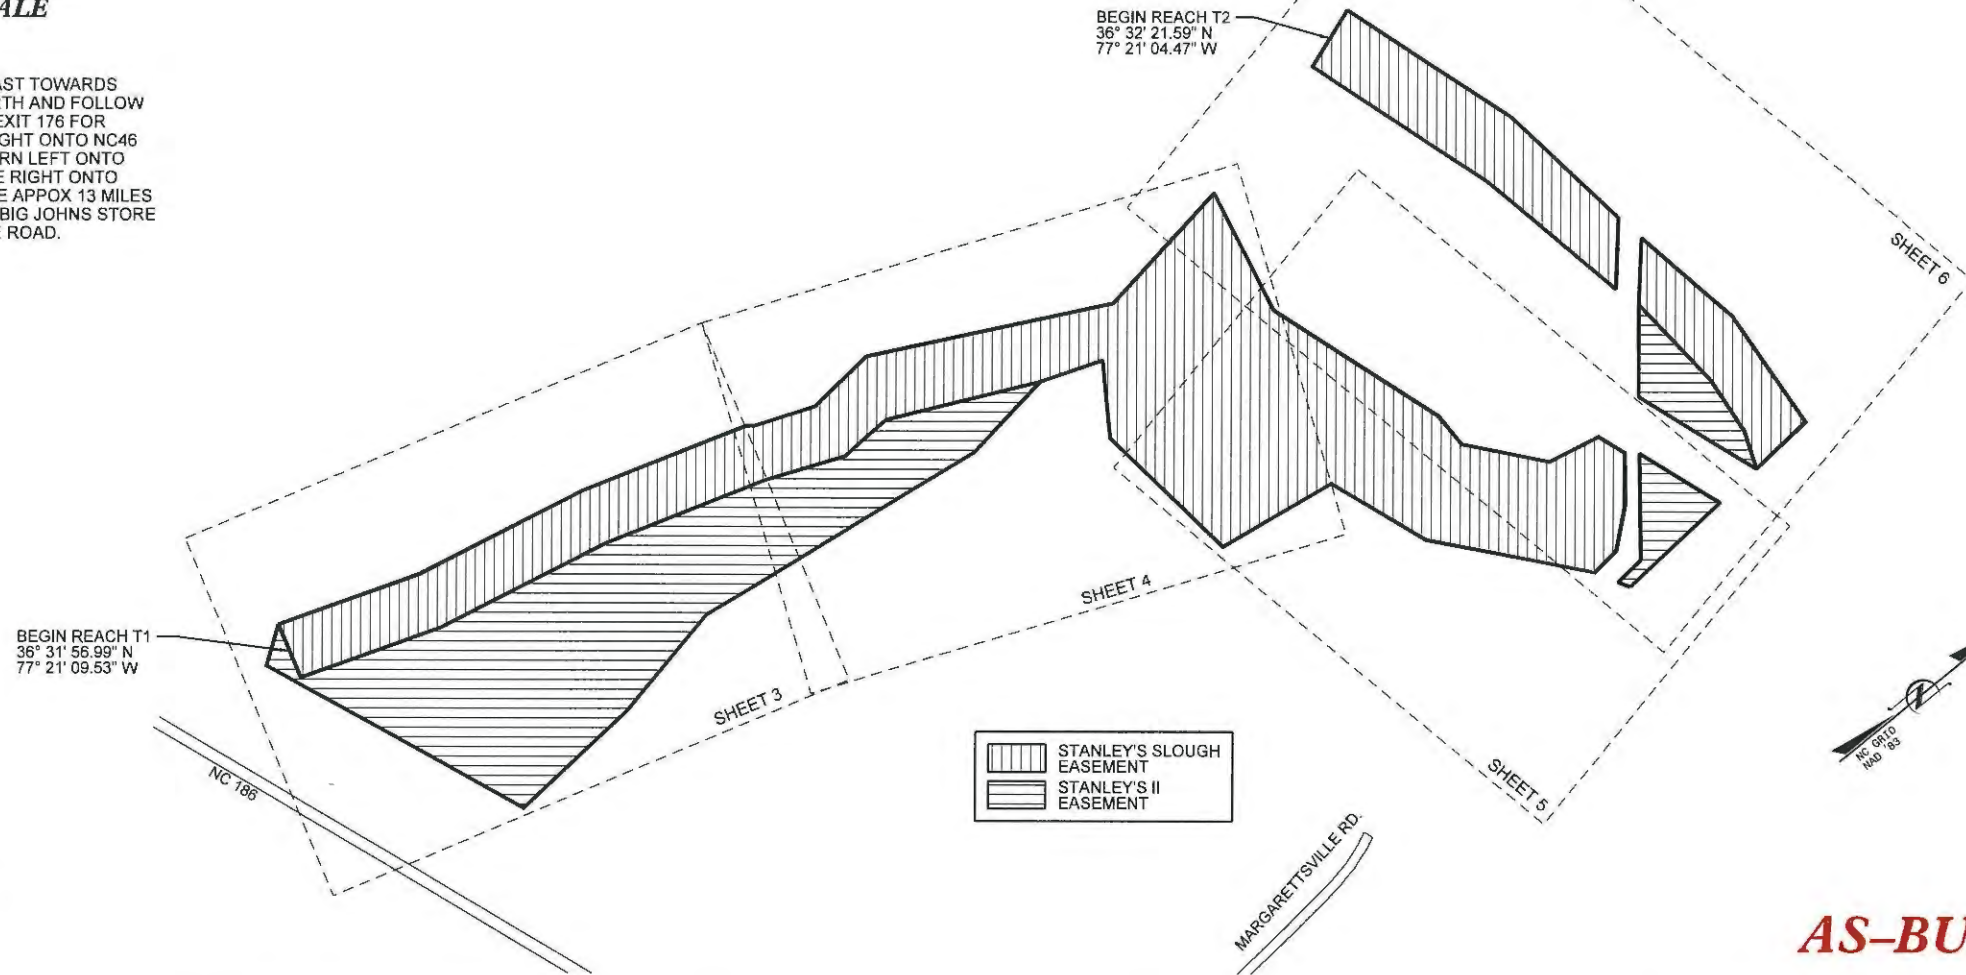 ALE
AST TOWARDS
TH AND FOLLOW
EXIT 176 FOR
GHT ONTO NC46
RN LEFT ONTO
E RIGHT ONTO
E APPOX 13 MILES
BIG JOHNS STORE
E ROAD.
BEGIN REACH T2
36° 32' 21.59" N
77° 21' 04.47" W
SHEET 6
BEGIN REACH T1
36° 31' 56.99" N
77° 21' 09.53" W
SHEET 4
SHEET 3
STANLEY'S SLOUGH
EASEMENT
STANLEY'S II
EASEMENT
SHEET 5
NC GRID
NAD '83
NC 186
MARGARETTSVILLE RD.
AS-BU